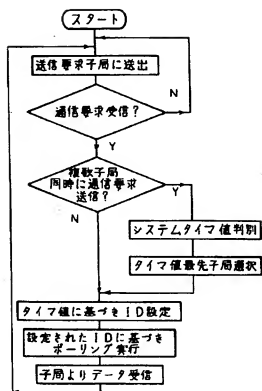 スタート
送信要求子局に送出
通信要求受信?
N
Y
複数子局
同時に通信要求
送信?
Y
N
システムタイマ値判別
タイマ値最先子局選択
タイマ値に基づきID設定
設定されたIDに基づき
ポーリング実行
子局よりデータ受信